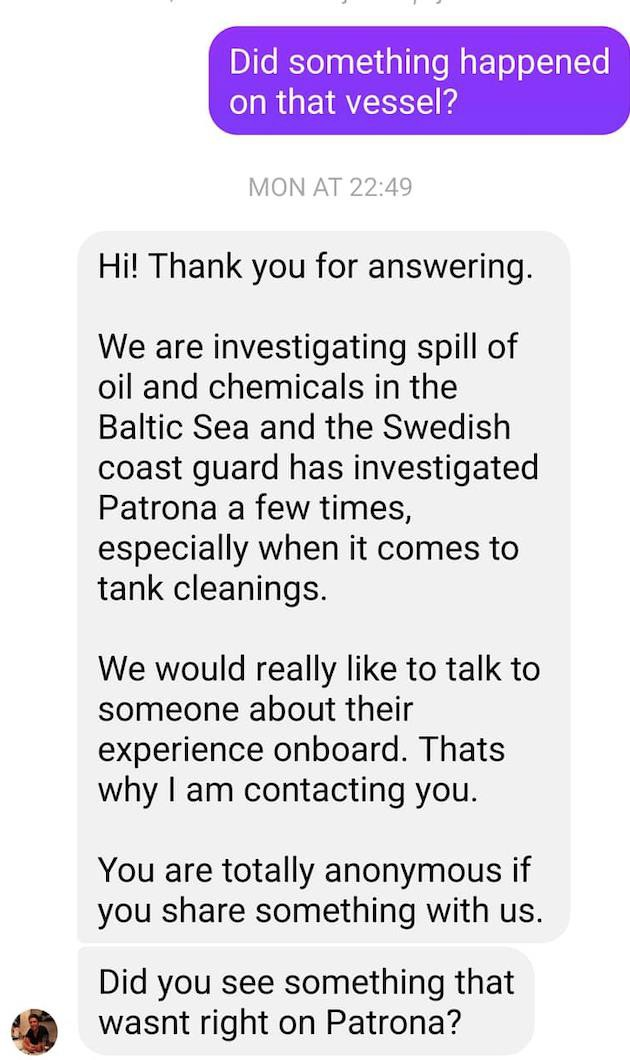 Did something happened
on that vessel?
MON AT 22:49
Hi! Thank you for answering.
We are investigating spill of
oil and chemicals in the
Baltic Sea and the Swedish
coast guard has investigated
Patrona a few times,
especially when it comes to
tank cleanings.
We would really like to talk to
someone about their
experience onboard. Thats
why I am contacting you.
You are totally anonymous if
you share something with us.
Did you see something that
wasnt right on Patrona?